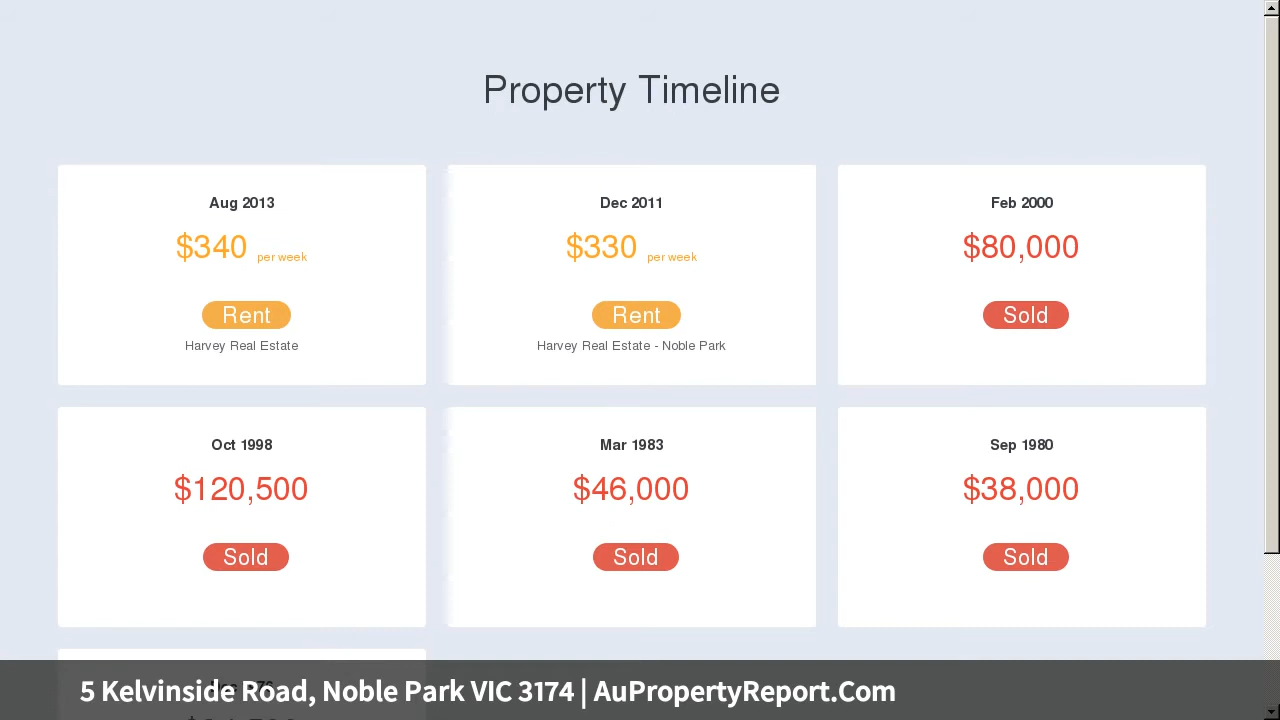 Property Timeline
Aug 2013
$340 per week
Rent
Harvey Real Estate
Dec 2011
$330 per week
Rent
Harvey Real Estate - Noble Park
Feb 2000
$80,000
Sold
Oct 1998
$120,500
Sold
Mar 1983
$46,000
Sold
Sep 1980
$38,000
Sold
5 Kelvinside Road, Noble Park VIC 3174 | AuPropertyReport.Com